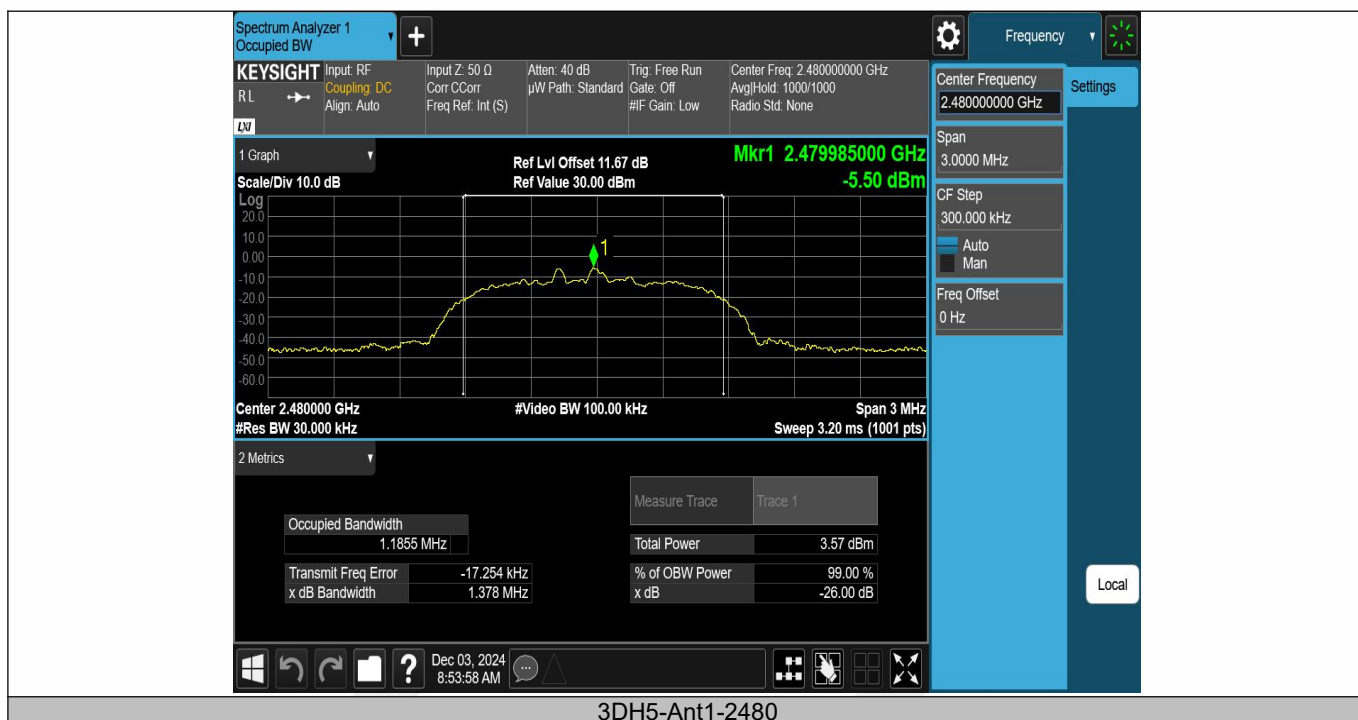 Spectrum Analyzer 1
Occupied BW
Frequency
KEYSIGHT
RL
LXI
Input: RF
Coupling: DC
Align: Auto
Input Z: 50 Ω
Corr CCorr
Freq Ref: Int (S)
Atten: 40 dB
µW Path: Standard
Trig: Free Run
Gate: Off
#IF Gain: Low
Center Freq: 2.480000000 GHz
Avg|Hold: 1000/1000
Radio Std: None
1 Graph
Scale/Div 10.0 dB
Ref Lvl Offset 11.67 dB
Ref Value 30.00 dBm
Mkr1 2.479985000 GHz
-5.50 dBm
Log
20.0
10.0
0.00
-10.0
-20.0
-30.0
-40.0
-50.0
-60.0
1
Center 2.480000 GHz
#Video BW 100.00 kHz
Span 3 MHz
#Res BW 30.000 kHz
Sweep 3.20 ms (1001 pts)
2 Metrics
Measure Trace Trace 1
Occupied Bandwidth
1.1855 MHz
Total Power 3.57 dBm
Transmit Freq Error -17.254 kHz
% of OBW Power 99.00 %
x dB Bandwidth 1.378 MHz
x dB -26.00 dB
Center Frequency
2.480000000 GHz
Settings
Span
3.0000 MHz
CF Step
300.000 kHz
Auto
Man
Freq Offset
0 Hz
Local
?
Dec 03, 2024
8:53:58 AM
3DH5-Ant1-2480